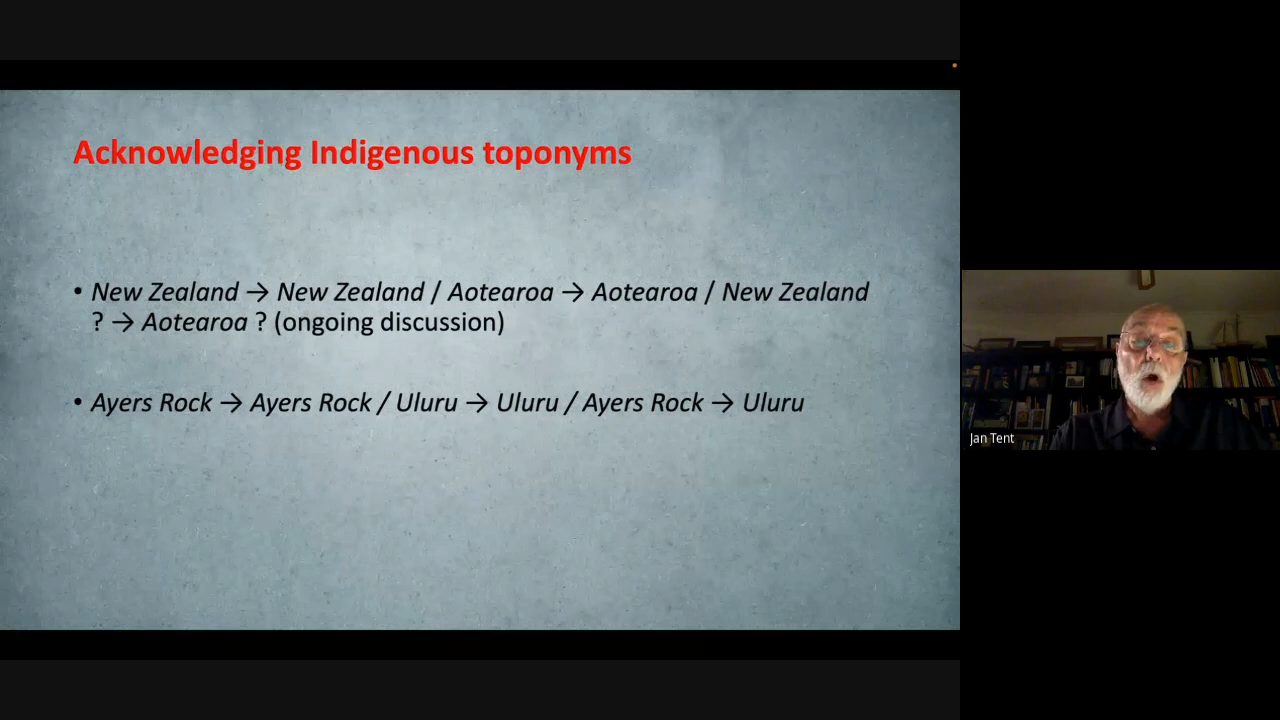 Acknowledging Indigenous toponyms
• New Zealand → New Zealand / Aotearoa → Aotearoa / New Zealand
? → Aotearoa ? (ongoing discussion)
• Ayers Rock → Ayers Rock / Uluru → Uluru / Ayers Rock → Uluru
Jan Tent